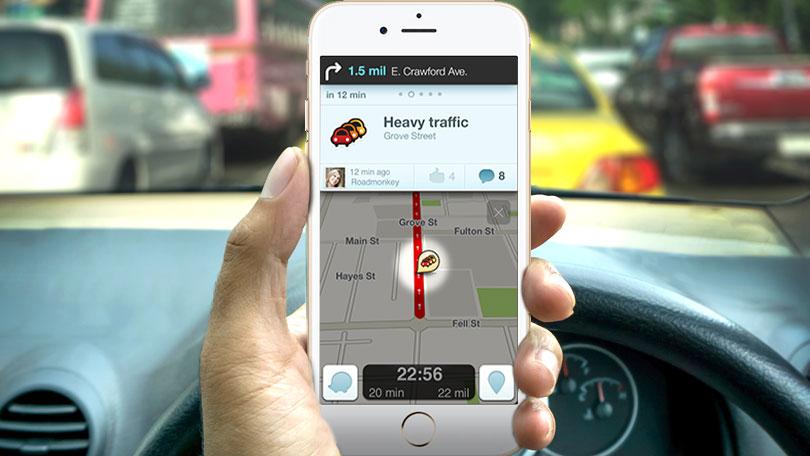 1.5 mil E. Crawford Ave.
in 12 min
Heavy traffic
Grove Street
12 min ago
Roadmonkey
4
8
Grove St
Fulton St
Main St
Hayes St
Fell St
22:56
20 min 22 mil